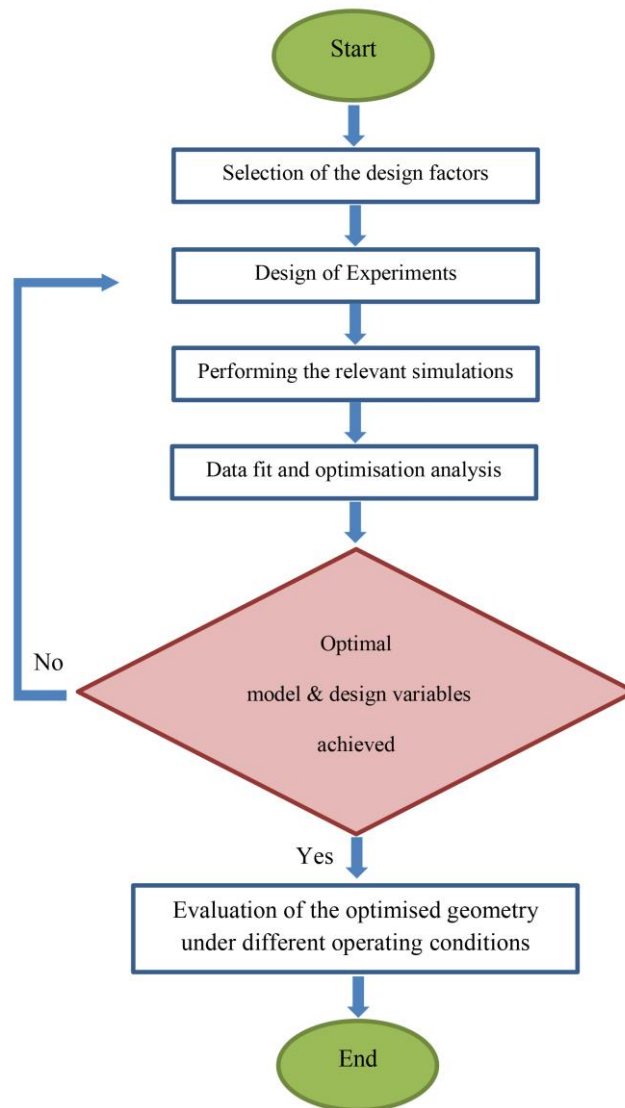 Start
Selection of the design factors
Design of Experiments
Performing the relevant simulations
Data fit and optimisation analysis
Optimal
model & design variables
achieved
No
Yes
Evaluation of the optimised geometry
under different operating conditions
End